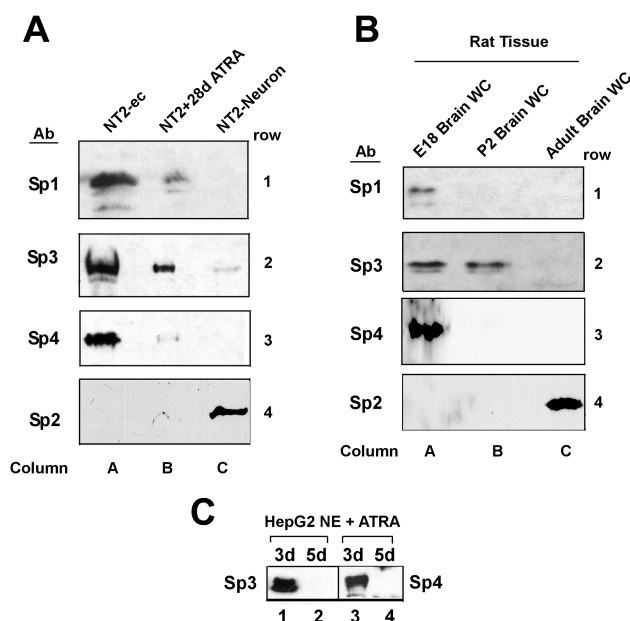 A
NT2-ec
NT2+28d ATRA
NT2-Neuron
Ab
row
Sp1
1
Sp3
2
Sp4
3
Sp2
4
Column A B C
B
Rat Tissue
E18 Brain WC
P2 Brain WC
Adult Brain WC
Ab
row
Sp1
1
Sp3
2
Sp4
3
Sp2
4
Column A B C
C
HepG2 NE + ATRA
3d 5d 3d 5d
Sp3 Sp4
1 2 3 4